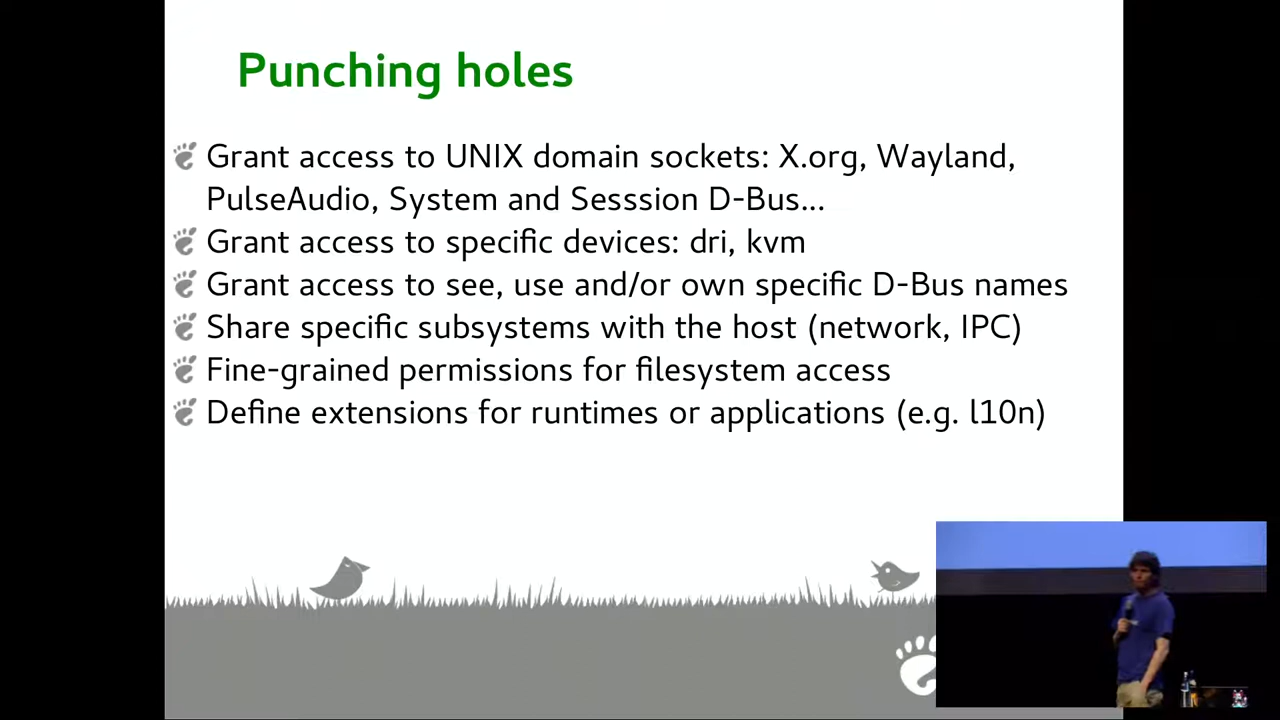 Punching holes
Grant access to UNIX domain sockets: X.org, Wayland,
PulseAudio, System and Sesssion D-Bus...
Grant access to specific devices: dri, kvm
Grant access to see, use and/or own specific D-Bus names
Share specific subsystems with the host (network, IPC)
Fine-grained permissions for filesystem access
Define extensions for runtimes or applications (e.g. l10n)